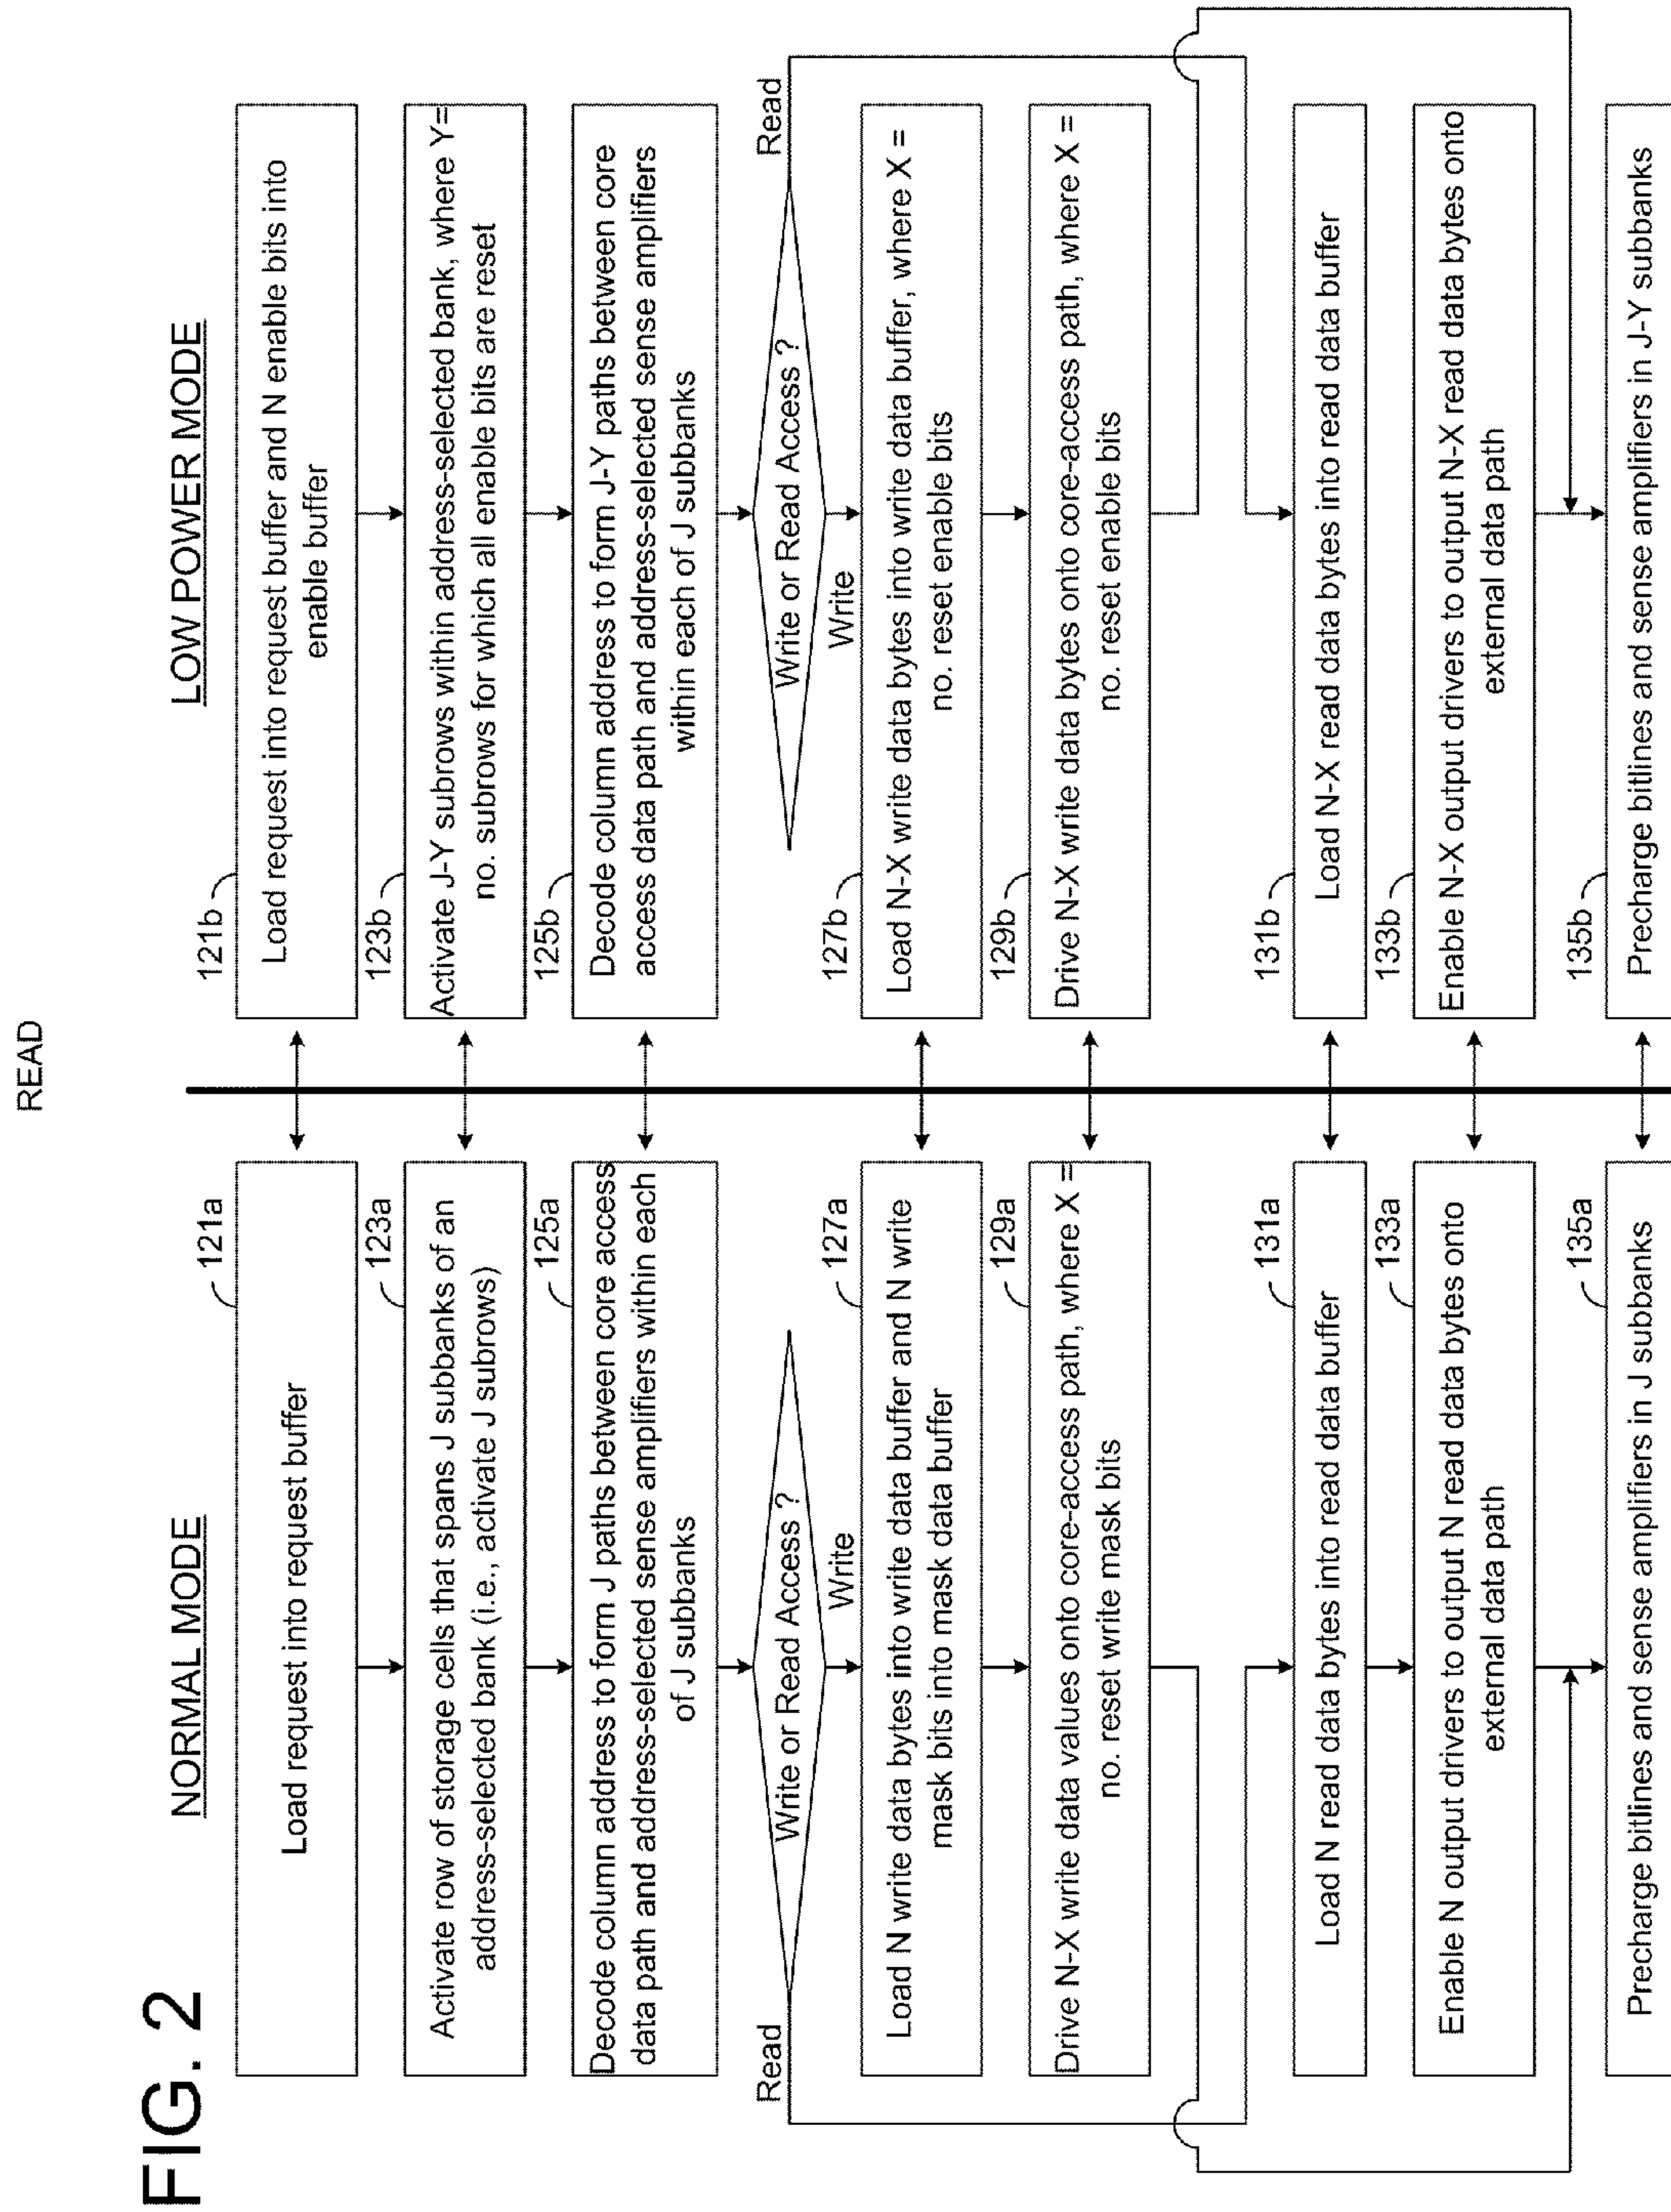 READ
FIG. 2
NORMAL MODE
121a
Load request into request buffer
123a
Activate row of storage cells that spans J subbanks of an
address-selected bank (i.e., activate J subrows)
125a
Decode column address to form J paths between core access
data path and address-selected sense amplifiers within each
of J subbanks
Read
Write or Read Access ?
Write
127a
Load N write data bytes into write data buffer and N write
mask bits into mask data buffer
129a
Drive N-X write data values onto core-access path, where X =
no. reset write mask bits
131a
Load N read data bytes into read data buffer
133a
Enable N output drivers to output N read data bytes onto
external data path
135a
Precharge bitlines and sense amplifiers in J subbanks
LOW POWER MODE
121b
Load request into request buffer and N enable bits into
enable buffer
123b
Activate J-Y subrows within address-selected bank, where Y=
no. subrows for which all enable bits are reset
125b
Decode column address to form J-Y paths between core
access data path and address-selected sense amplifiers
within each of J subbanks
Write or Read Access ?
Read
Write
127b
Load N-X write data bytes into write data buffer, where X =
no. reset enable bits
129b
Drive N-X write data bytes onto core-access path, where X =
no. reset enable bits
131b
Load N-X read data bytes into read data buffer
133b
Enable N-X output drivers to output N-X read data bytes onto
external data path
135b
Precharge bitlines and sense amplifiers in J-Y subbanks